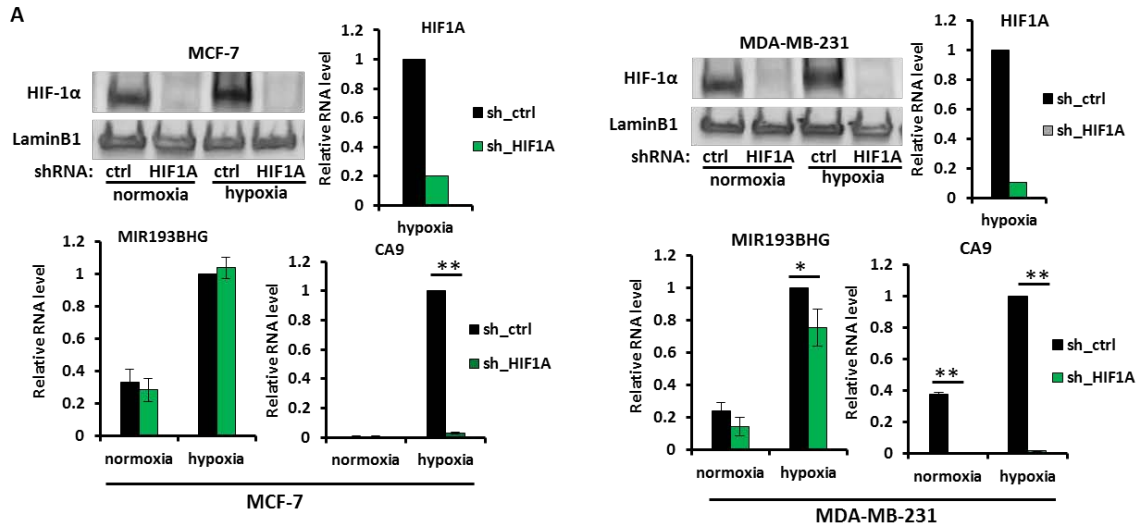 A
MCF-7
HIF-1α
LaminB1
shRNA: ctrl HIF1A ctrl HIF1A
normoxia hypoxia
HIF1A
Relative RNA level
1.2
1
0.8
0.6
0.4
0.2
0
hypoxia
sh_ctrl
sh_HIF1A
MIR193BHG
Relative RNA level
1.2
1
0.8
0.6
0.4
0.2
0
normoxia hypoxia
CA9
Relative RNA level
1.2
1
0.8
0.6
0.4
0.2
0
**
normoxia hypoxia
sh_ctrl
sh_HIF1A
MCF-7
MDA-MB-231
HIF-1α
LaminB1
shRNA: ctrl HIF1A ctrl HIF1A
normoxia hypoxia
HIF1A
Relative RNA level
1.2
1
0.8
0.6
0.4
0.2
0
hypoxia
sh_ctrl
sh_HIF1A
MIR193BHG
Relative RNA level
1.2
1
0.8
0.6
0.4
0.2
0
*
normoxia hypoxia
CA9
Relative RNA level
1.2
1
0.8
0.6
0.4
0.2
0
**
**
normoxia hypoxia
sh_ctrl
sh_HIF1A
MDA-MB-231